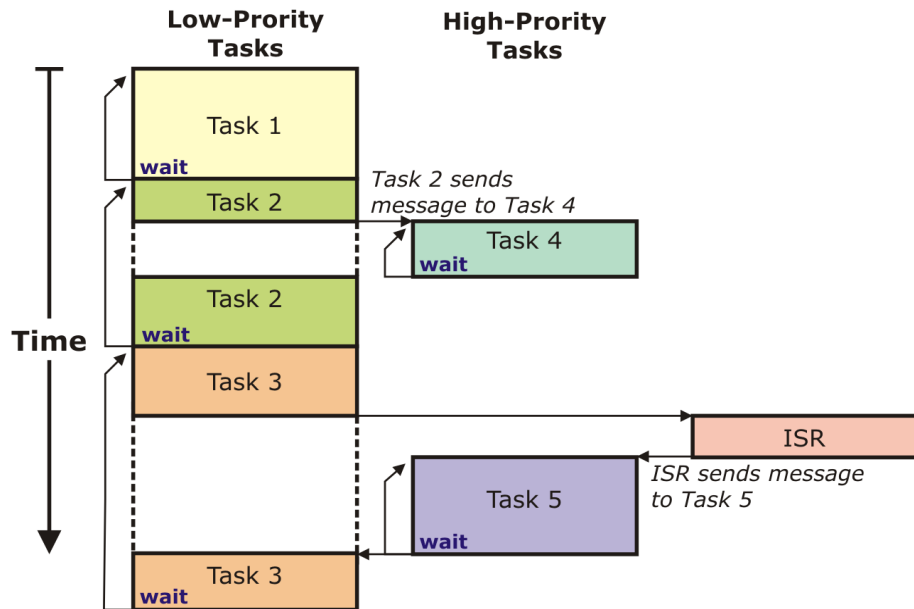 Low-Prority
Tasks
High-Prority
Tasks
Task 1
wait
Task 2
Task 2 sends
message to Task 4
Task 4
wait
Task 2
wait
Time
Task 3
ISR
ISR sends message
to Task 5
Task 5
wait
Task 3
wait